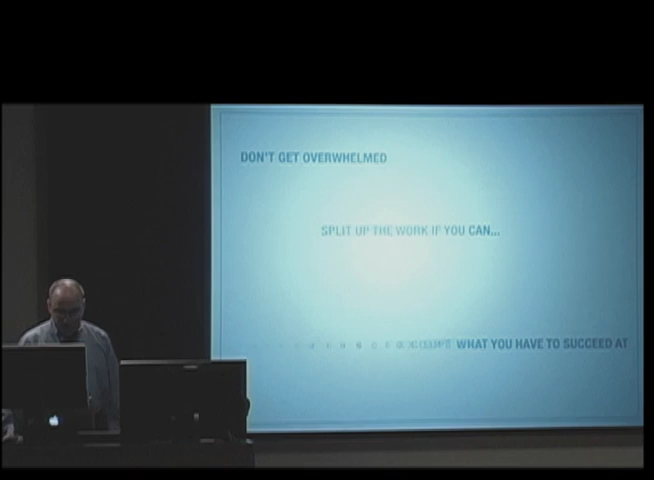 DON'T GET OVERWHELMED
SPLIT UP THE WORK IF YOU CAN...
WHAT YOU HAVE TO SUCCEED AT